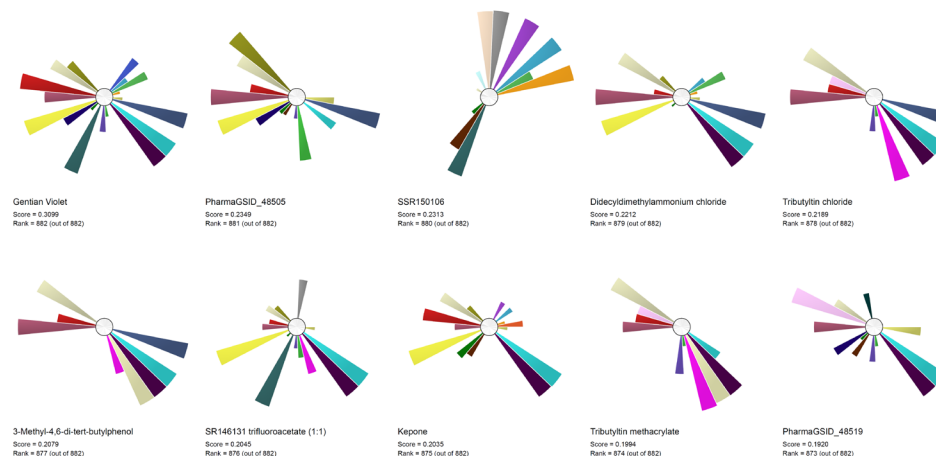 Gentian Violet
Score = 0.3099
Rank = 882 (out of 882)
PharmaGSID_48505
Score = 0.2349
Rank = 881 (out of 882)
SSR150106
Score = 0.2313
Rank = 880 (out of 882)
Didecyldimethylammonium chloride
Score = 0.2212
Rank = 879 (out of 882)
Tributyltin chloride
Score = 0.2189
Rank = 878 (out of 882)
3-Methyl-4,6-di-tert-butylphenol
Score = 0.2079
Rank = 877 (out of 882)
SR146131 trifluoroacetate (1:1)
Score = 0.2045
Rank = 876 (out of 882)
Kepone
Score = 0.2035
Rank = 875 (out of 882)
Tributyltin methacrylate
Score = 0.1994
Rank = 874 (out of 882)
PharmaGSID_48519
Score = 0.1920
Rank = 873 (out of 882)